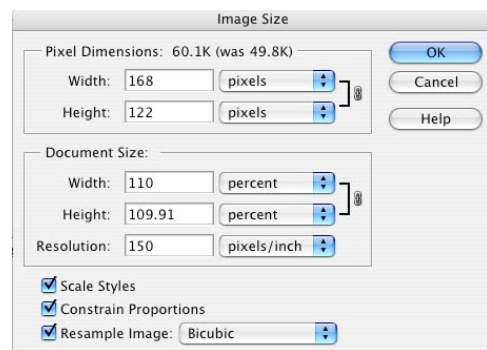 Image Size
Pixel Dimensions: 60.1K (was 49.8K)
OK
Width: 168 pixels
Cancel
Height: 122 pixels
Help
Document Size:
Width: 110 percent
Height: 109.91 percent
Resolution: 150 pixels/inch
Scale Styles
Constrain Proportions
Resample Image: Bicubic